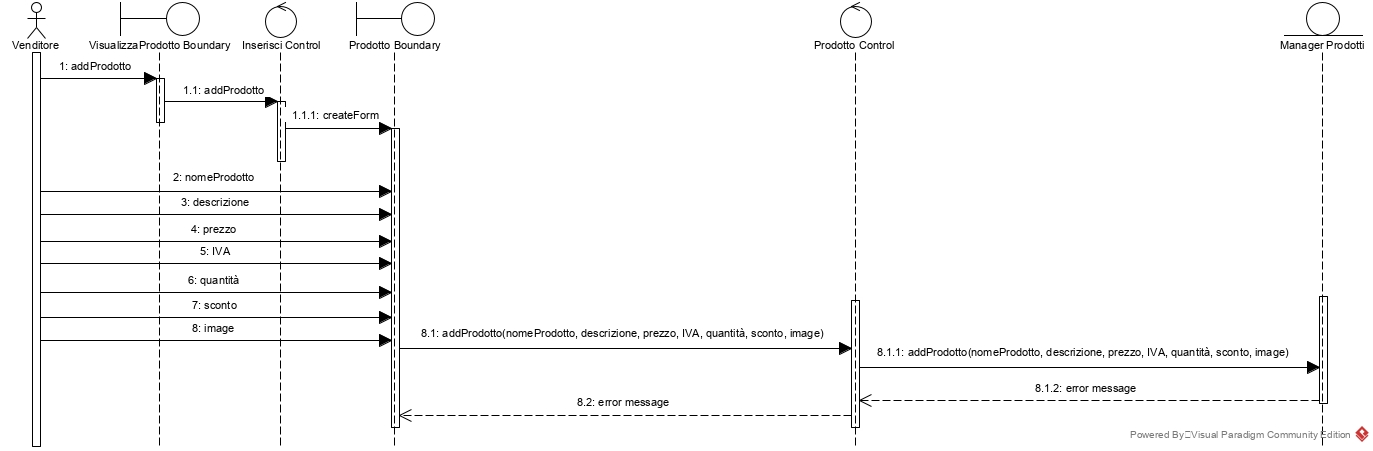 Venditore
VisualizzaProdotto Boundary
Inserisci Control
Prodotto Boundary
Prodotto Control
Manager Prodotti
1: addProdotto
1.1: addProdotto
1.1.1: createForm
2: nomeProdotto
3: descrizione
4: prezzo
5: IVA
6: quantità
7: sconto
8: image
8.1: addProdotto(nomeProdotto, descrizione, prezzo, IVA, quantità, sconto, image)
8.1.1: addProdotto(nomeProdotto, descrizione, prezzo, IVA, quantità, sconto, image)
8.1.2: error message
8.2: error message
Powered By Visual Paradigm Community Edition